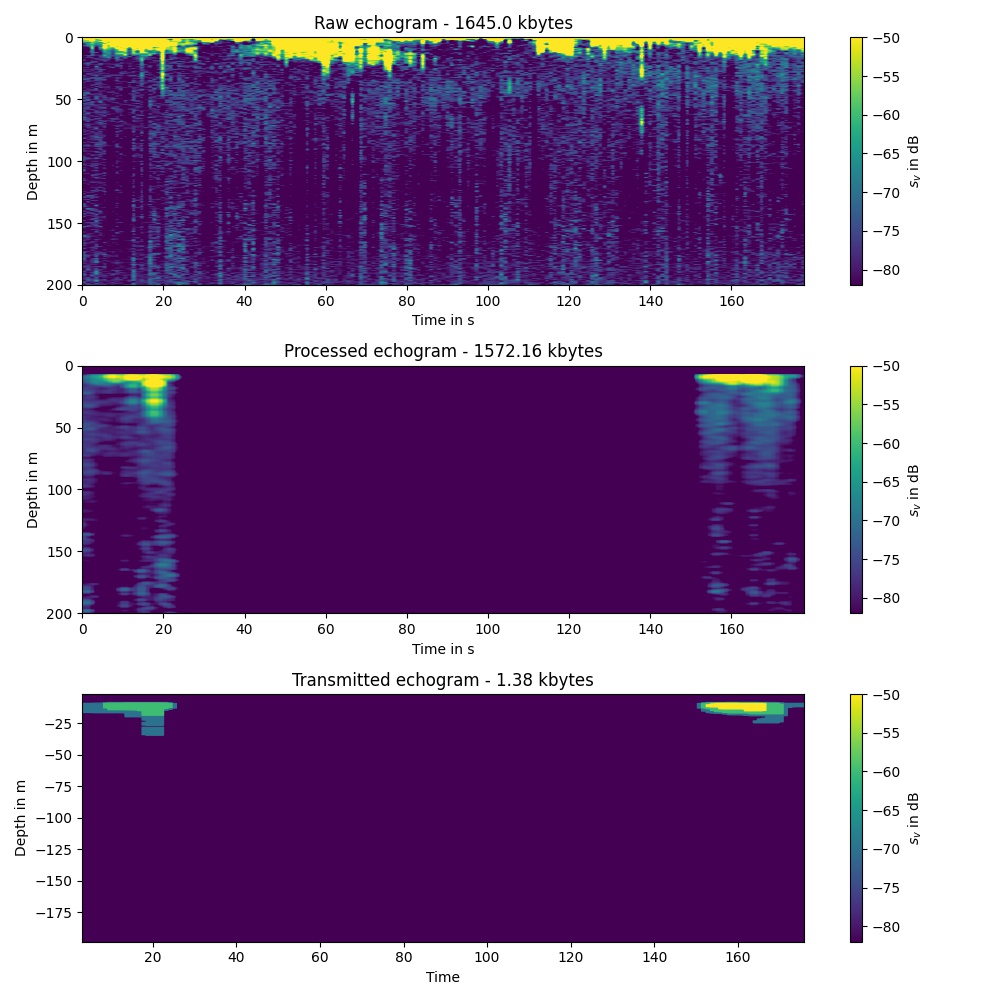 Raw echogram - 1645.0 kbytes
0
50
100
150
200
Depth in m
0 20 40 60 80 100 120 140 160
Time in s
−50
−55
−60
−65
−70
−75
−80
sv in dB
Processed echogram - 1572.16 kbytes
0
50
100
150
200
Depth in m
0 20 40 60 80 100 120 140 160
Time in s
−50
−55
−60
−65
−70
−75
−80
sv in dB
Transmitted echogram - 1.38 kbytes
−25
−50
−75
−100
−125
−150
−175
Depth in m
20 40 60 80 100 120 140 160
Time
−50
−55
−60
−65
−70
−75
−80
sv in dB